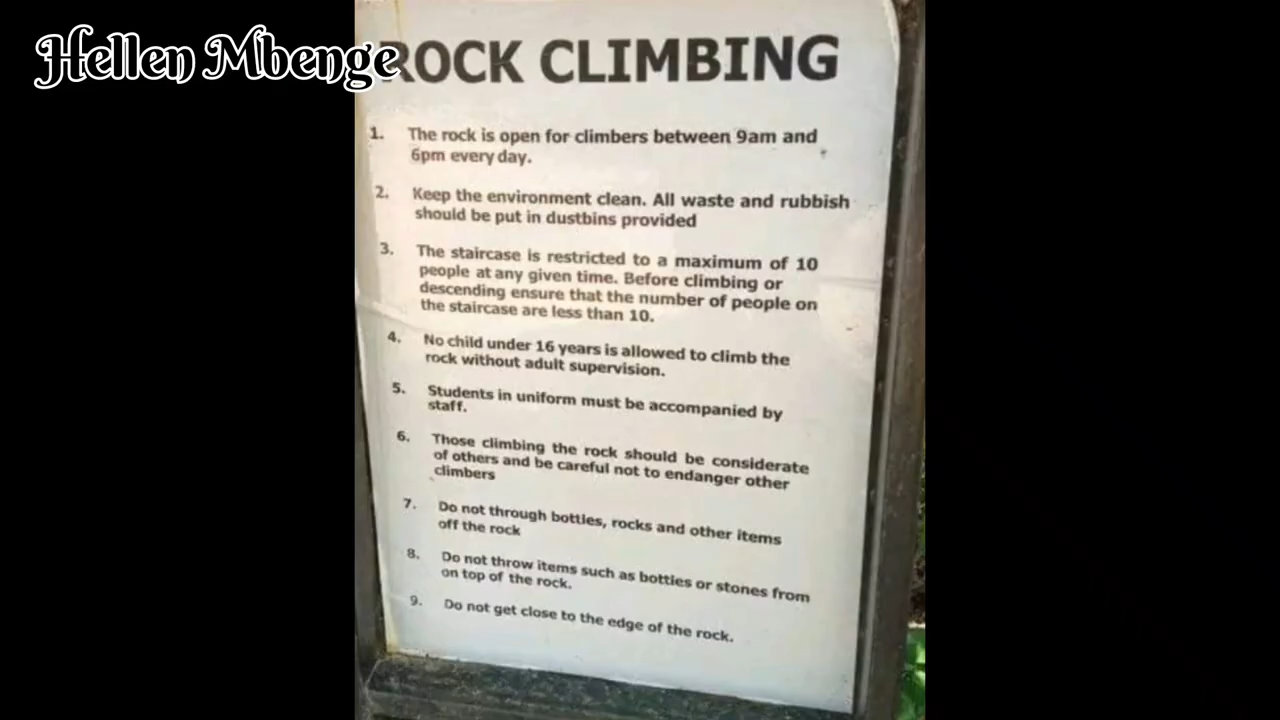 Hellen Mbenge
ROCK CLIMBING
1. The rock is open for climbers between 9am and
6pm every day.
2. Keep the environment clean. All waste and rubbish
should be put in dustbins provided
3. The staircase is restricted to a maximum of 10
people at any given time. Before climbing or
descending ensure that the number of people on
the staircase are less than 10.
4. No child under 16 years is allowed to climb the
rock without adult supervision.
5. Students in uniform must be accompanied by
staff.
6. Those climbing the rock should be considerate
of others and be careful not to endanger other
climbers
7. Do not through bottles, rocks and other items
off the rock
8. Do not throw items such as bottles or stones from
on top of the rock.
9. Do not get close to the edge of the rock.